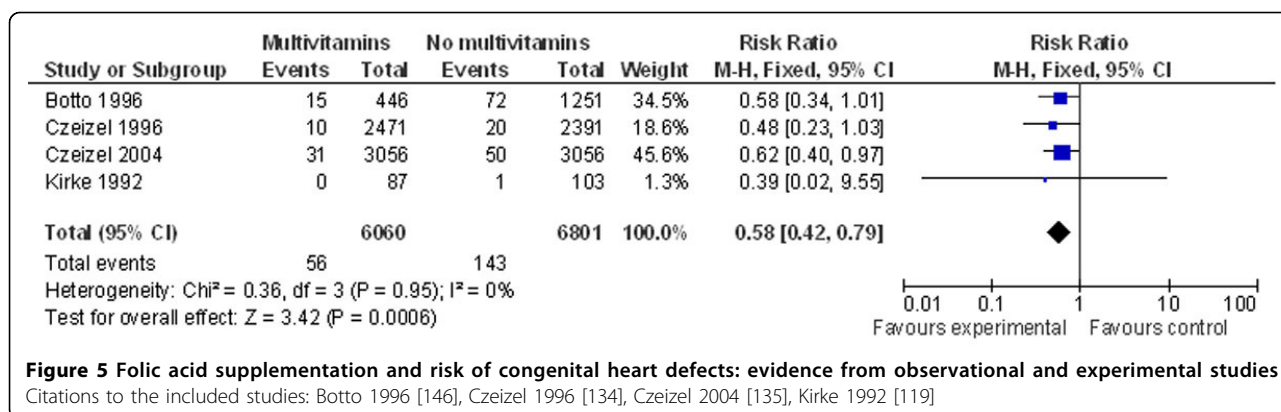 Multivitamins No multivitamins Risk Ratio Risk Ratio
Study or Subgroup Events Total Events Total Weight M-H, Fixed, 95% CI M-H, Fixed, 95% CI
Botto 1996 15 446 72 1251 34.5% 0.58 [0.34, 1.01]
Czeizel 1996 10 2471 20 2391 18.6% 0.48 [0.23, 1.03]
Czeizel 2004 31 3056 50 3056 45.6% 0.62 [0.40, 0.97]
Kirke 1992 0 87 1 103 1.3% 0.39 [0.02, 9.55]
Total (95% CI) 6060 6801 100.0% 0.58 [0.42, 0.79]
Total events 56 143
Heterogeneity: Chi² = 0.36, df = 3 (P = 0.95); I² = 0%
Test for overall effect: Z = 3.42 (P = 0.0006)
0.01 0.1 1 10 100
Favours experimental Favours control
Figure 5 Folic acid supplementation and risk of congenital heart defects: evidence from observational and experimental studies
Citations to the included studies: Botto 1996 [146], Czeizel 1996 [134], Czeizel 2004 [135], Kirke 1992 [119]